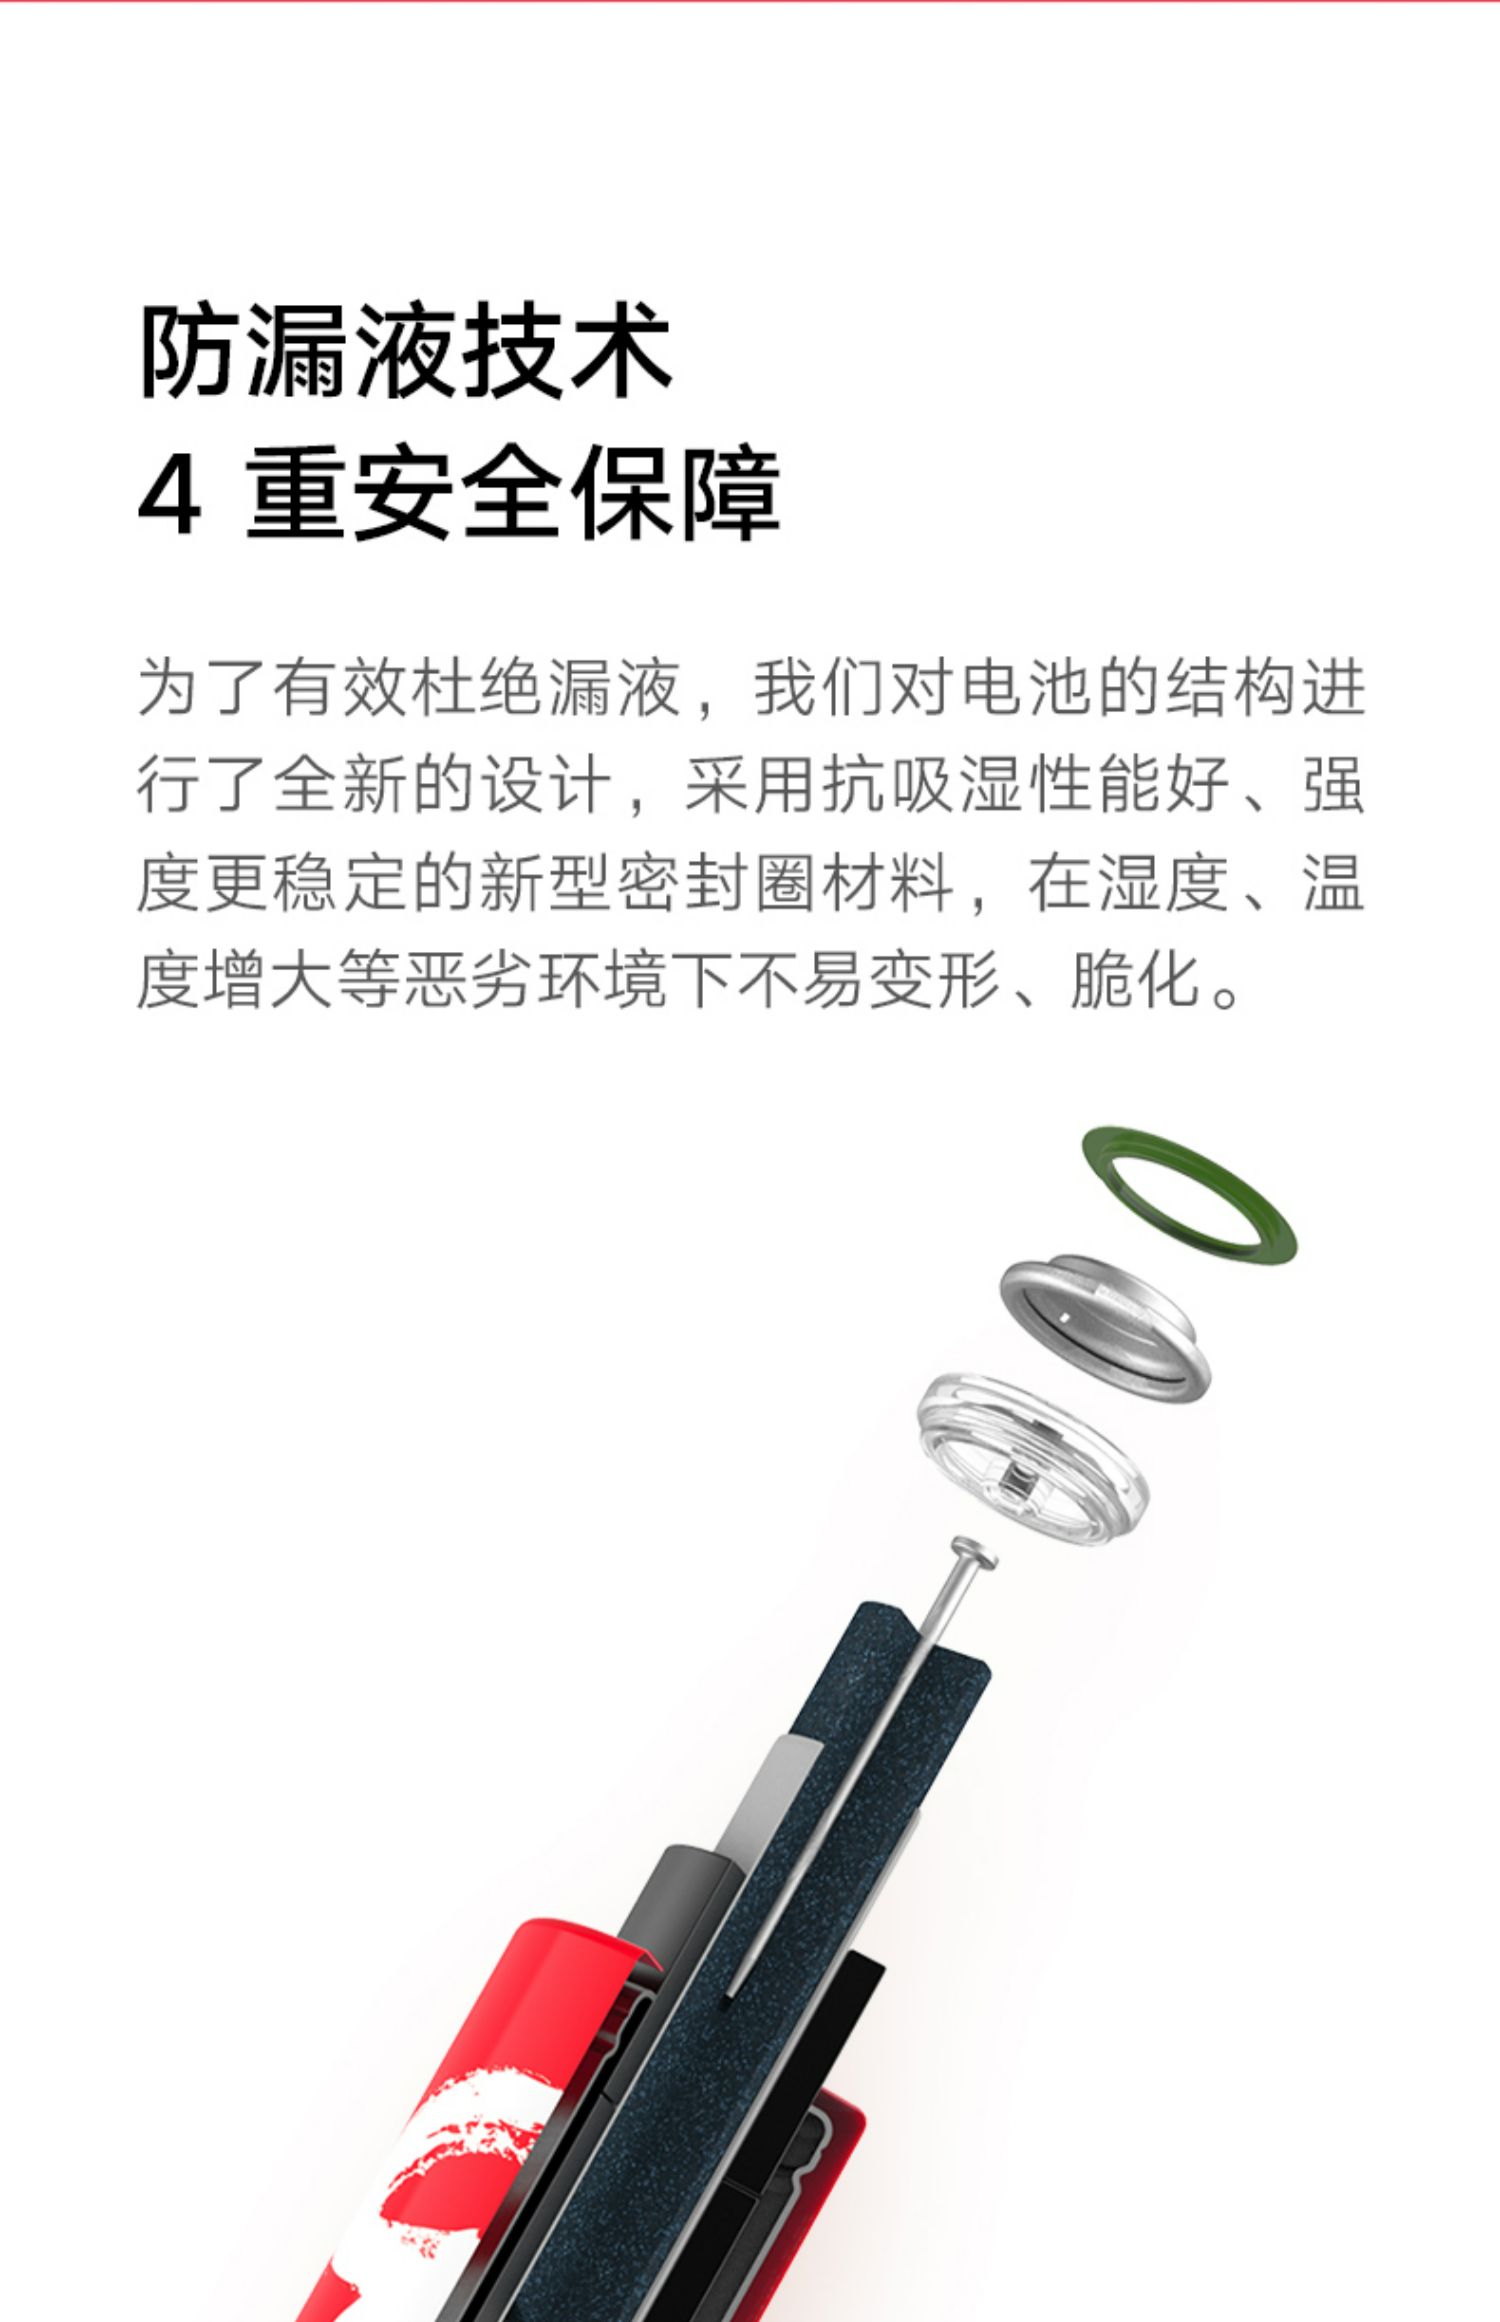 防漏液技术
4 重安全保障
为了有效杜绝漏液，我们对电池的结构进
行了全新的设计，采用抗吸湿性能好、强
度更稳定的新型密封圈材料，在湿度、温
度增大等恶劣环境下不易变形、脆化。